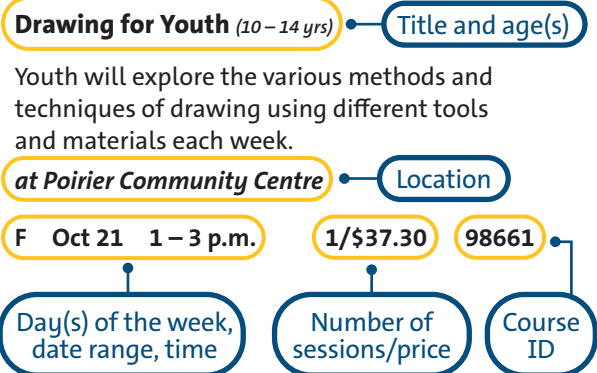 Drawing for Youth (10 – 14 yrs) Title and age(s)
Youth will explore the various methods and
techniques of drawing using different tools
and materials each week.
at Poirier Community Centre Location
F Oct 21 1 – 3 p.m. 1/$37.30 98661
Day(s) of the week,
date range, time
Number of
sessions/price
Course
ID